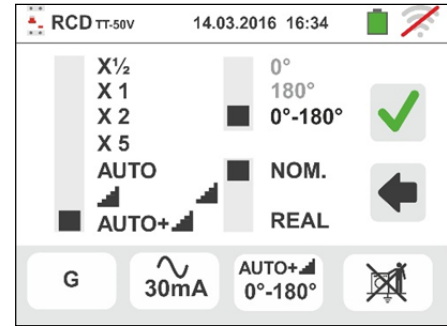 RCD TT-50V 14.03.2016 16:34
X½
X 1
X 2
X 5
AUTO
AUTO+
0°
180°
0°-180°
NOM.
REAL
G
30mA
AUTO+
0°-180°